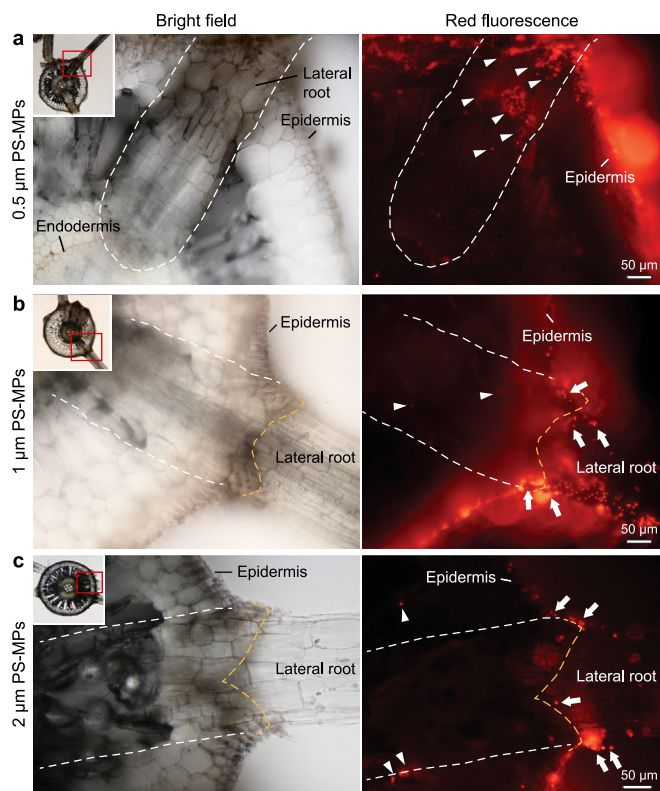 Bright field
Red fluorescence
a
0.5 µm PS-MPs
Lateral
root
Epidermis
Endodermis
Epidermis
50 µm
b
1 µm PS-MPs
Epidermis
Lateral root
Epidermis
Lateral root
50 µm
c
2 µm PS-MPs
Epidermis
Lateral root
Epidermis
Lateral root
50 µm